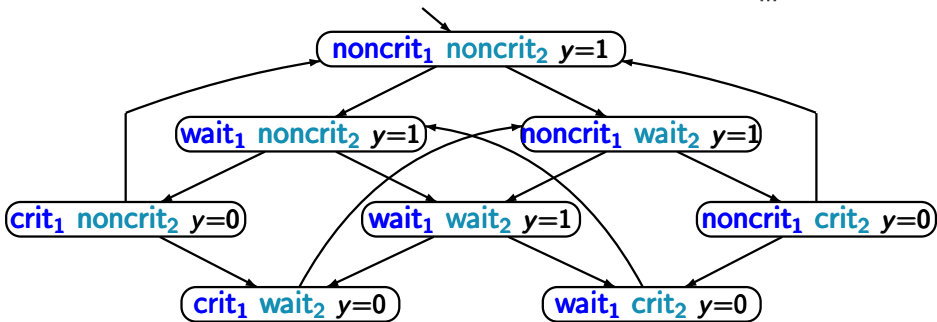 noncrit₁ noncrit₂ y=1
wait₁ noncrit₂ y=1
noncrit₁ wait₂ y=1
crit₁ noncrit₂ y=0
wait₁ wait₂ y=1
noncrit₁ crit₂ y=0
crit₁ wait₂ y=0
wait₁ crit₂ y=0